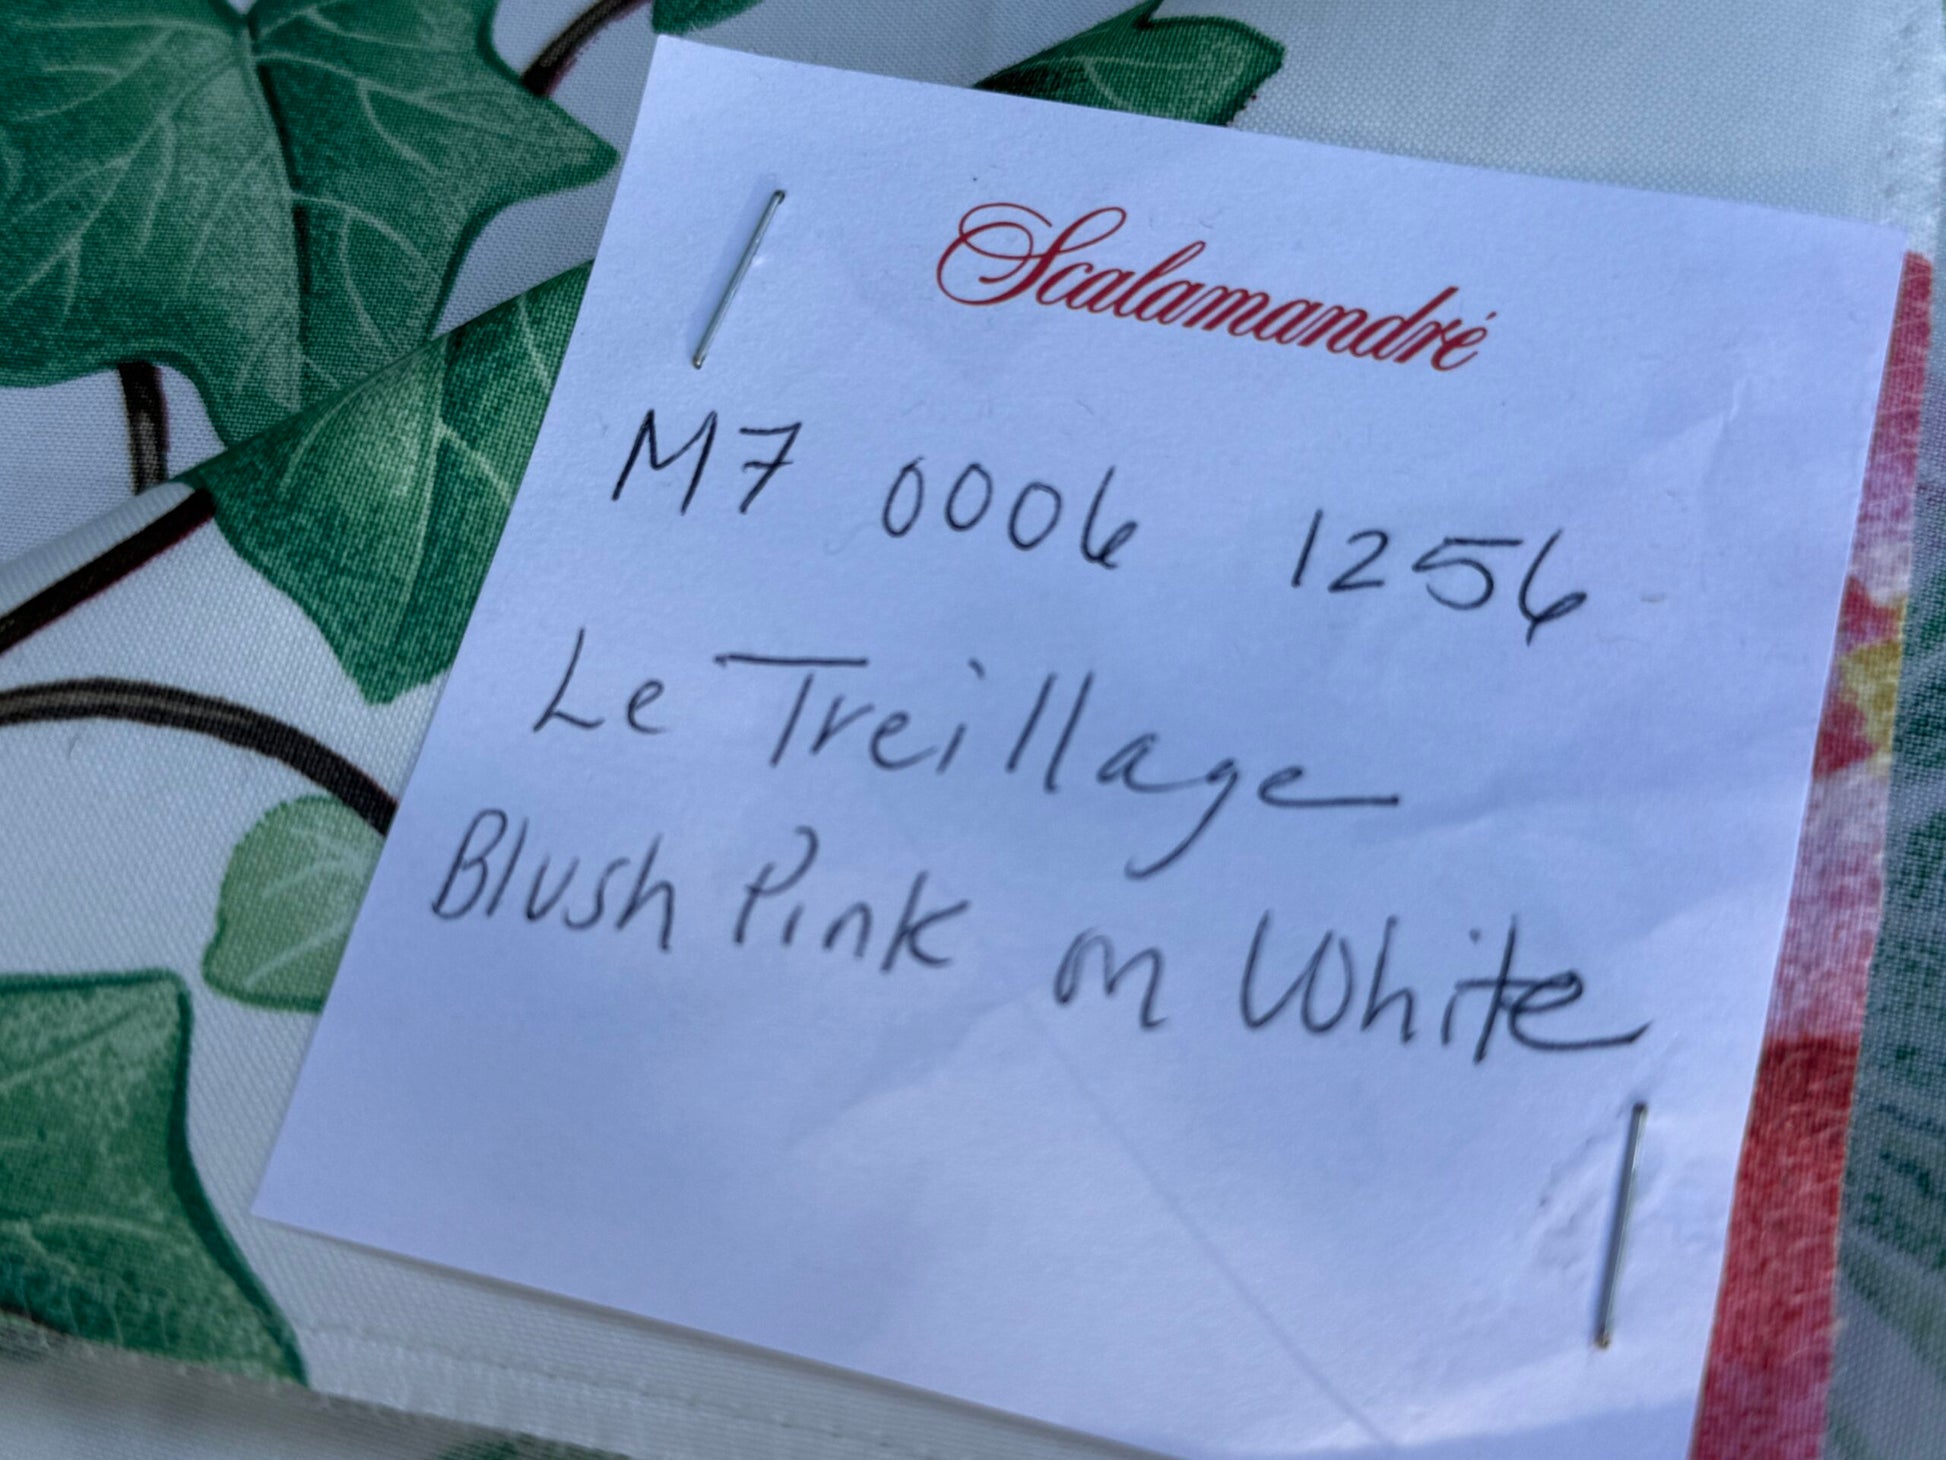 Scalamandré
M7 0006 1256
Le Treillage
Blush Pink on White